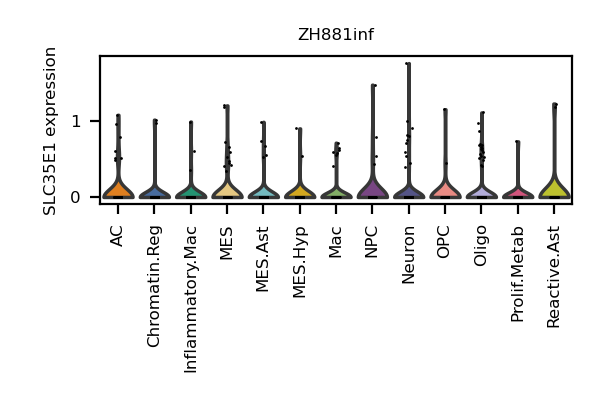 ZH881inf
SLC35E1 expression
1
0
AC
Chromatin.Reg
Inflammatory.Mac
MES
MES.Ast
MES.Hyp
Mac
NPC
Neuron
OPC
Oligo
Prolif.Metab
Reactive.Ast